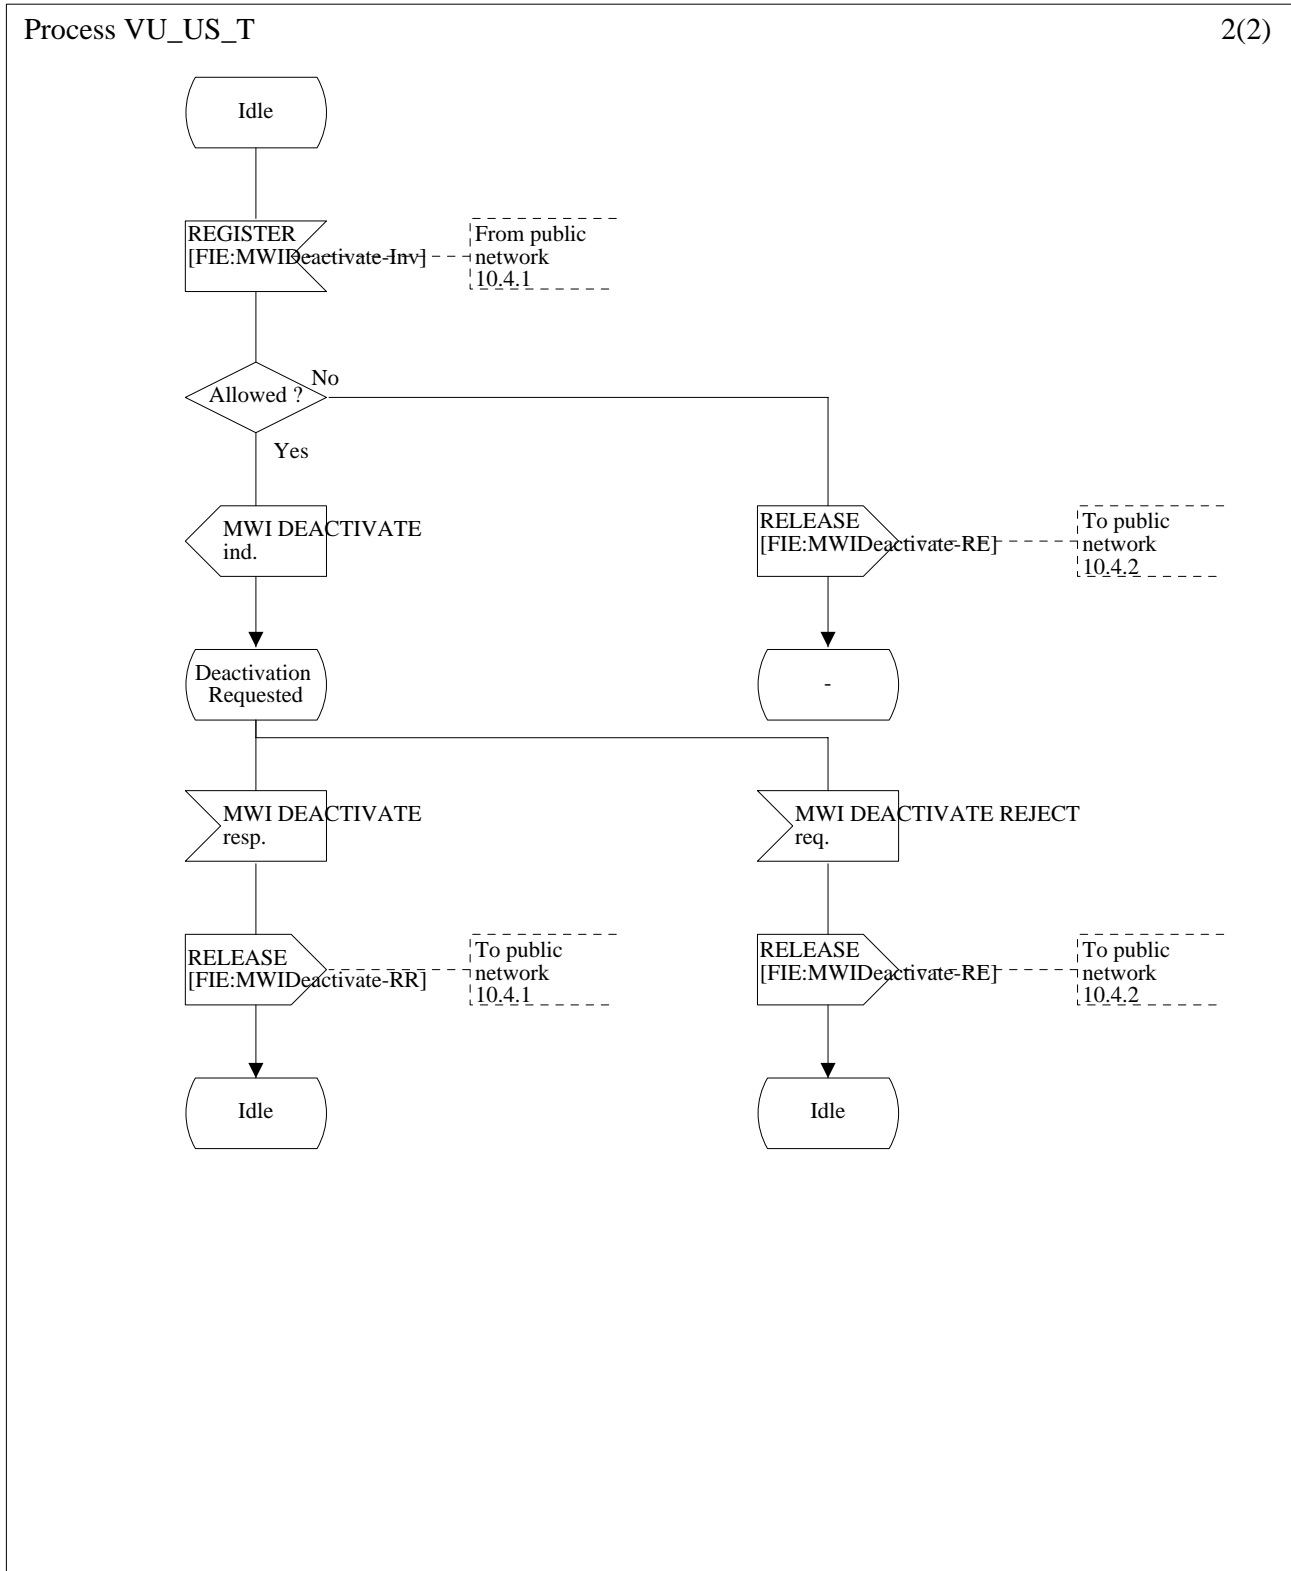 Process VU_US_T
2(2)
Idle
REGISTER
[FIE:MWIDeactivate-Inv]
From public
network
10.4.1
Allowed ?
No
Yes
MWI DEACTIVATE
ind.
RELEASE
[FIE:MWIDeactivate-RE]
To public
network
10.4.2
Deactivation
Requested
-
MWI DEACTIVATE
resp.
MWI DEACTIVATE REJECT
req.
RELEASE
[FIE:MWIDeactivate-RR]
To public
network
10.4.1
RELEASE
[FIE:MWIDeactivate-RE]
To public
network
10.4.2
Idle
Idle